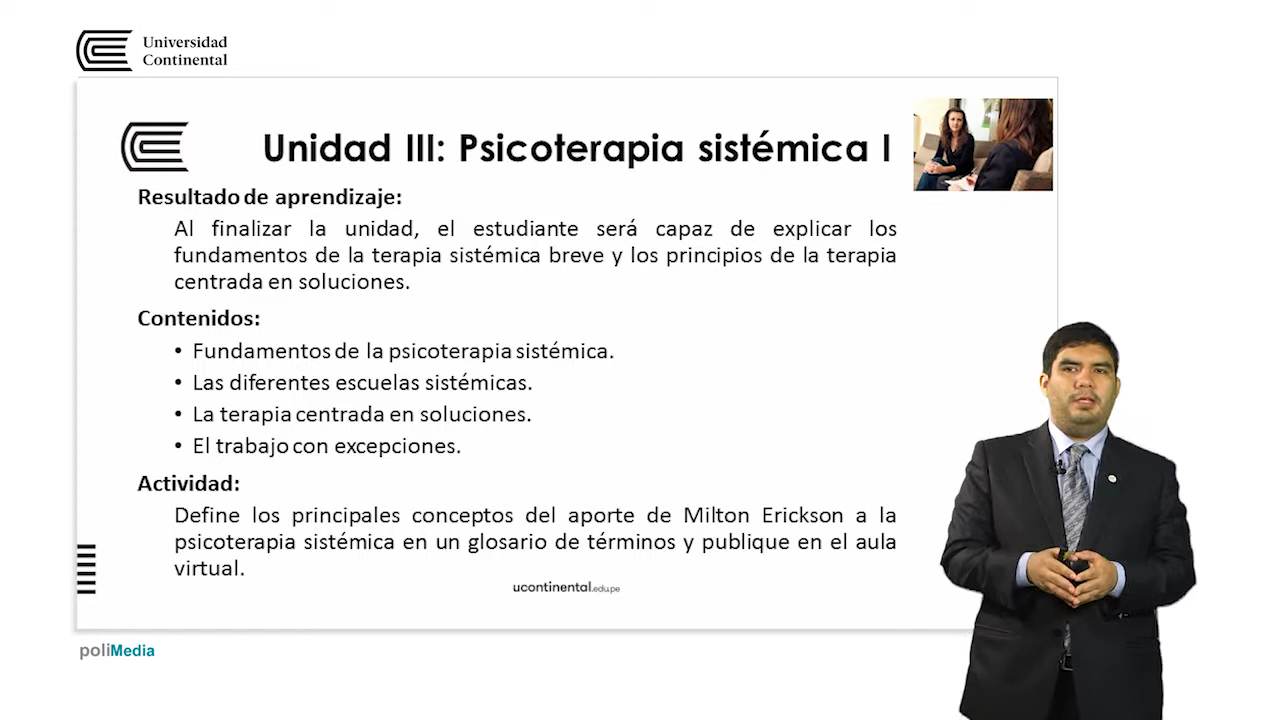 Universidad
Continental
Unidad III: Psicoterapia sistémica I
Resultado de aprendizaje:
Al finalizar la unidad, el estudiante será capaz de explicar los
fundamentos de la terapia sistémica breve y los principios de la terapia
centrada en soluciones.
Contenidos:
• Fundamentos de la psicoterapia sistémica.
• Las diferentes escuelas sistémicas.
• La terapia centrada en soluciones.
• El trabajo con excepciones.
Actividad:
Define los principales conceptos del aporte de Milton Erickson a la
psicoterapia sistémica en un glosario de términos y publique en el aula
virtual.
ucontinental.edu.pe
poliMedia